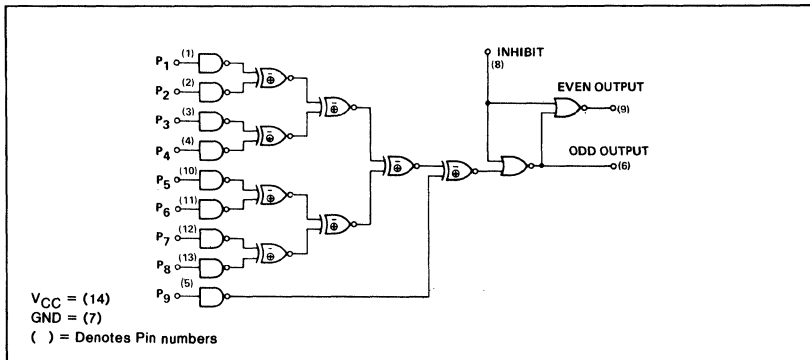 P1 (1)
P2 (2)
P3 (3)
P4 (4)
P5 (10)
P6 (11)
P7 (12)
P8 (13)
P9 (5)
INHIBIT
(8)
EVEN OUTPUT
(9)
ODD OUTPUT
(6)
VCC = (14)
GND = (7)
( ) = Denotes Pin numbers